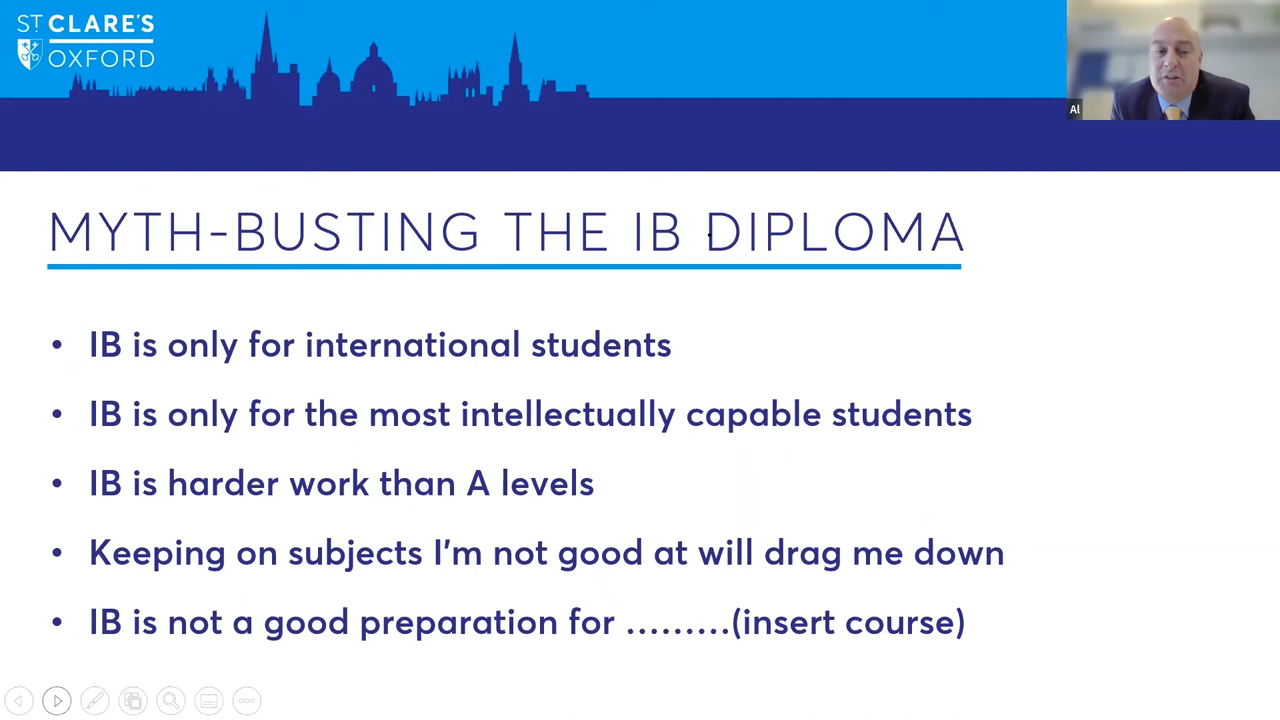 ST CLARE'S
OXFORD
Al
MYTH-BUSTING THE IB DIPLOMA
• IB is only for international students
• IB is only for the most intellectually capable students
• IB is harder work than A levels
• Keeping on subjects I'm not good at will drag me down
• IB is not a good preparation for .........(insert course)